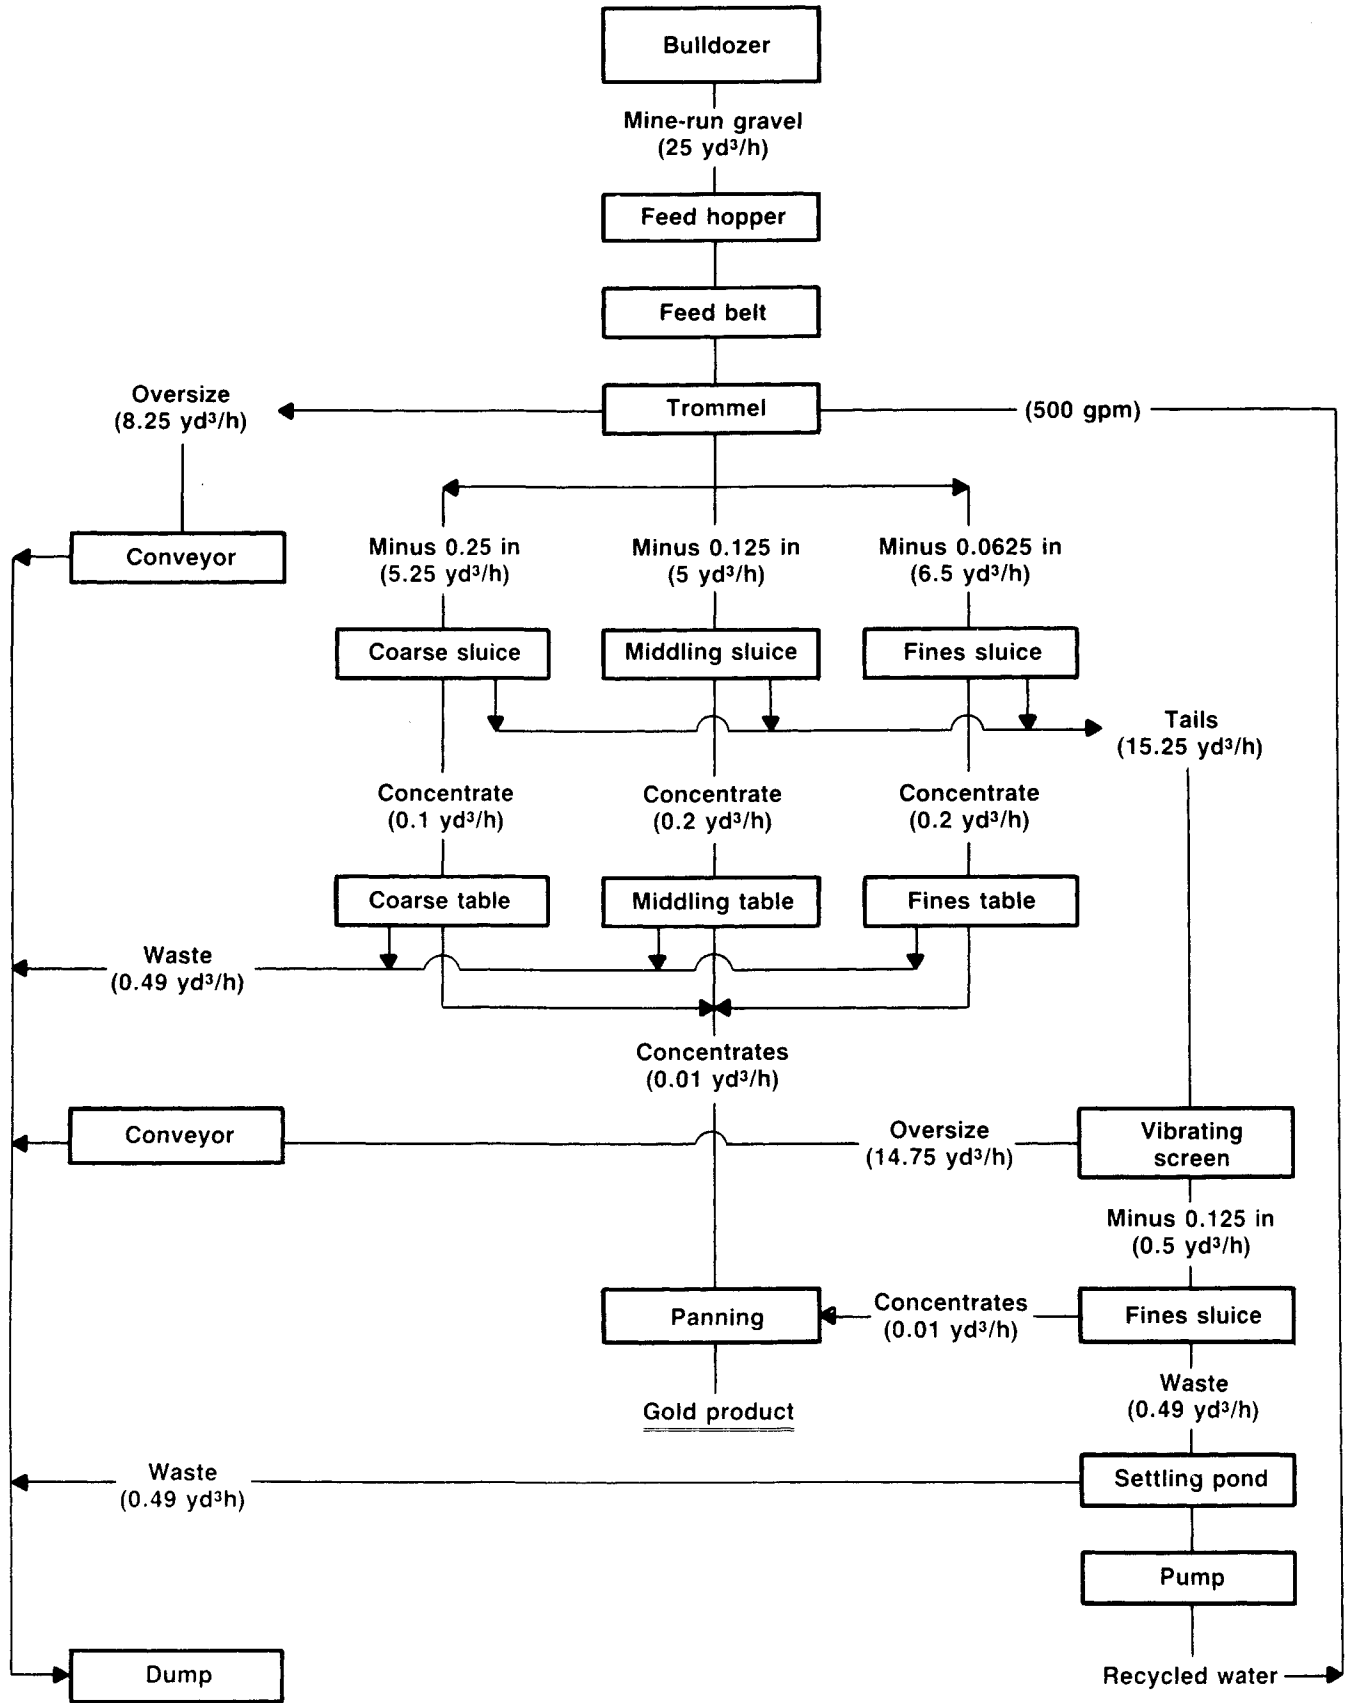 Bulldozer
Mine-run gravel
(25 yd³/h)
Feed hopper
Feed belt
Trommel
(500 gpm)
Oversize
(8.25 yd³/h)
Conveyor
Minus 0.25 in
(5.25 yd³/h)
Minus 0.125 in
(5 yd³/h)
Minus 0.0625 in
(6.5 yd³/h)
Coarse sluice
Middling sluice
Fines sluice
Tails
(15.25 yd³/h)
Concentrate
(0.1 yd³/h)
Concentrate
(0.2 yd³/h)
Concentrate
(0.2 yd³/h)
Coarse table
Middling table
Fines table
Waste
(0.49 yd³/h)
Concentrates
(0.01 yd³/h)
Conveyor
Oversize
(14.75 yd³/h)
Vibrating
screen
Minus 0.125 in
(0.5 yd³/h)
Panning
Concentrates
(0.01 yd³/h)
Fines sluice
Gold product
Waste
(0.49 yd³/h)
Waste
(0.49 yd³h)
Settling pond
Pump
Dump
Recycled water